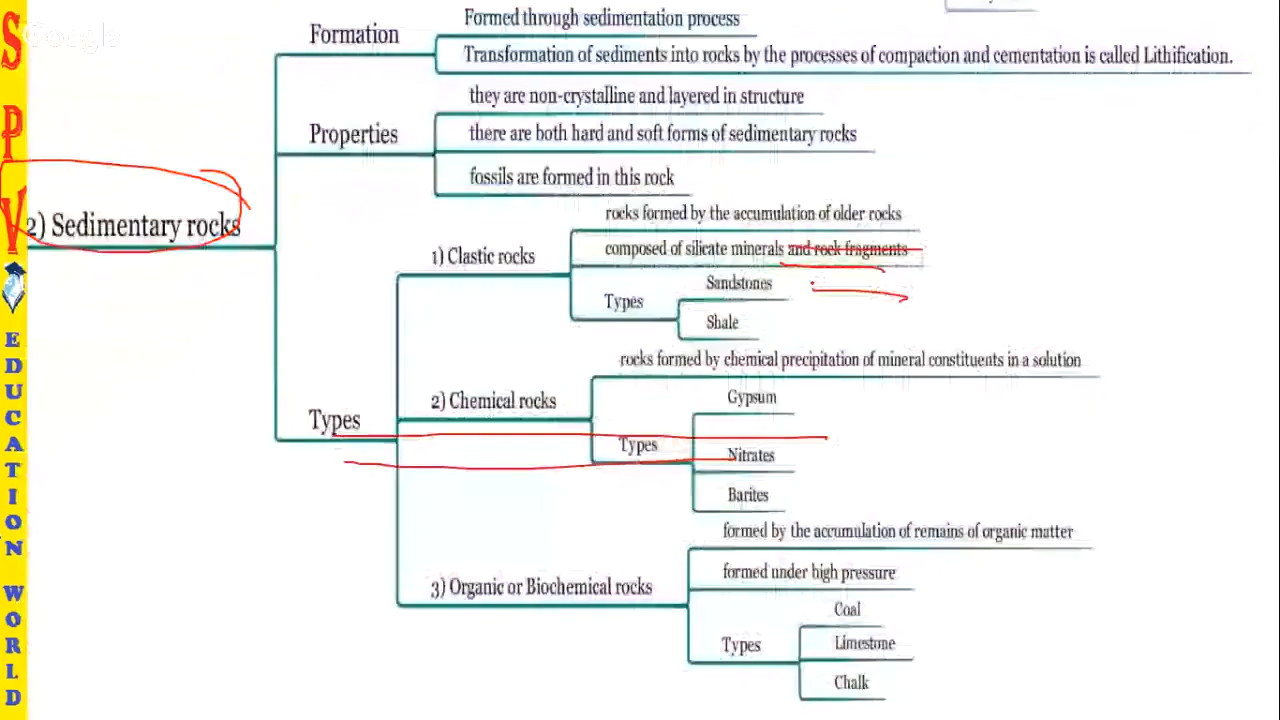 SPV EDUCATION WORLD
Google
2) Sedimentary rocks
Formation
Formed through sedimentation process
Transformation of sediments into rocks by the processes of compaction and cementation is called Lithification.
Properties
they are non-crystalline and layered in structure
there are both hard and soft forms of sedimentary rocks
fossils are formed in this rock
Types
1) Clastic rocks
rocks formed by the accumulation of older rocks
composed of silicate minerals and rock fragments
Types
Sandstones
Shale
2) Chemical rocks
rocks formed by chemical precipitation of mineral constituents in a solution
Types
Gypsum
Nitrates
Barites
3) Organic or Biochemical rocks
formed by the accumulation of remains of organic matter
formed under high pressure
Types
Coal
Limestone
Chalk